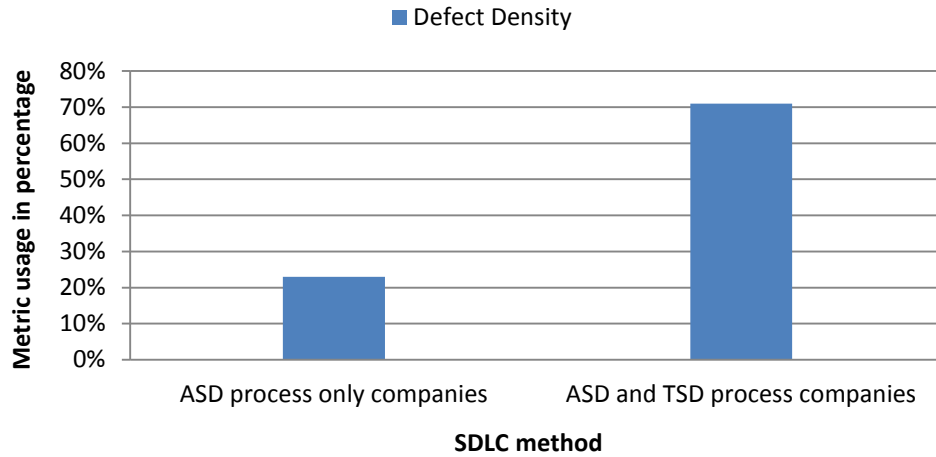 Defect Density
Metric usage in percentage
80%
70%
60%
50%
40%
30%
20%
10%
0%
ASD process only companies
ASD and TSD process companies
SDLC method